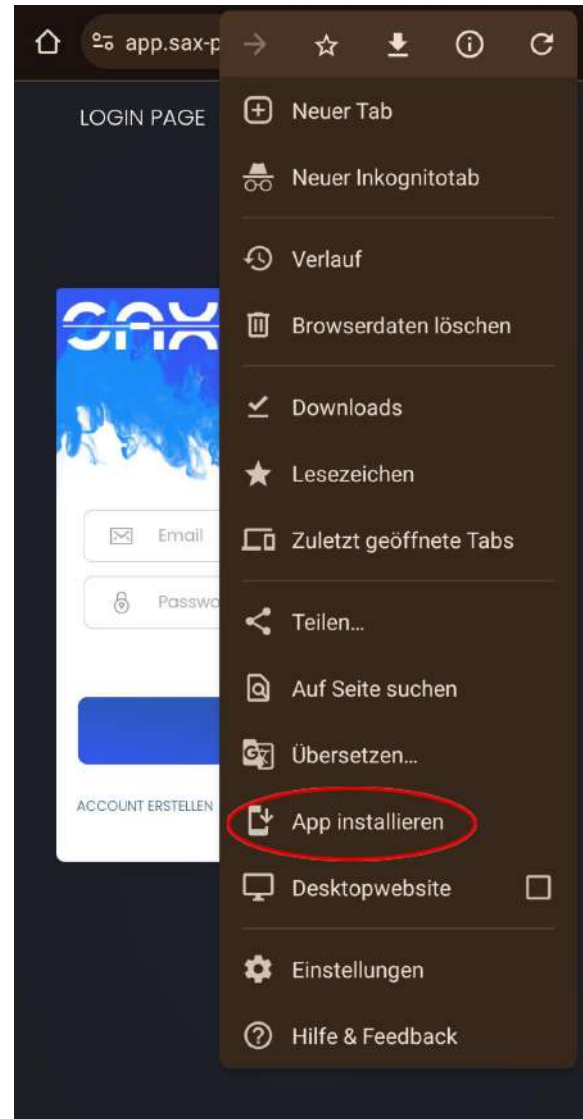 app.sax-p
LOGIN PAGE
Neuer Tab
Neuer Inkognitotab
Verlauf
SAX
Browserdaten löschen
Downloads
Lesezeichen
Email
Zuletzt geöffnete Tabs
Passwo
Teilen...
Auf Seite suchen
Übersetzen...
ACCOUNT ERSTELLEN
App installieren
Desktopwebsite
Einstellungen
Hilfe & Feedback